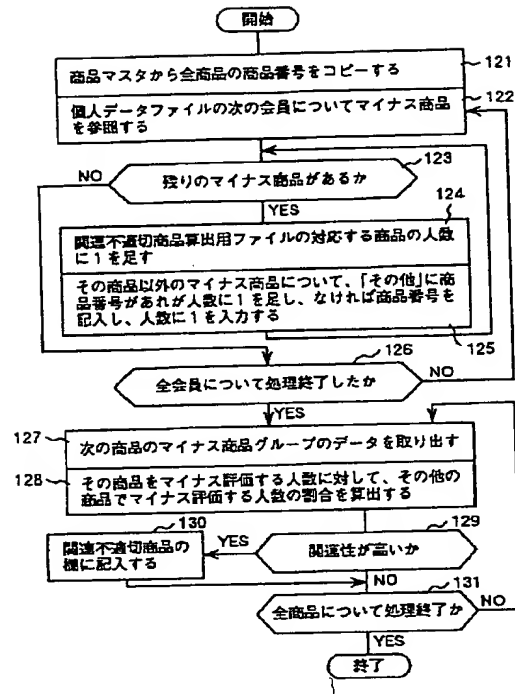 開始
商品マスタから全商品の商品番号をコピーする
121
個人データファイルの次の会員についてマイナス商品
を参照する
122
123
NO
残りのマイナス商品があるか
YES
124
関連不適切商品算出用ファイルの対応する商品の人数
に1を足す
その商品以外のマイナス商品について、「その他」に商
品番号があれが人数に1を足し、なければ商品番号を
記入し、人数に1を入力する
125
126
全会員について処理終了したか
NO
YES
127
次の商品のマイナス商品グループのデータを取り出す
128
その商品をマイナス評価する人数に対して、その他の
商品でマイナス評価する人数の割合を算出する
130
129
関連不適切商品の
欄に記入する
YES
関連性が高いか
NO
131
全商品について処理終了か
NO
YES
終了